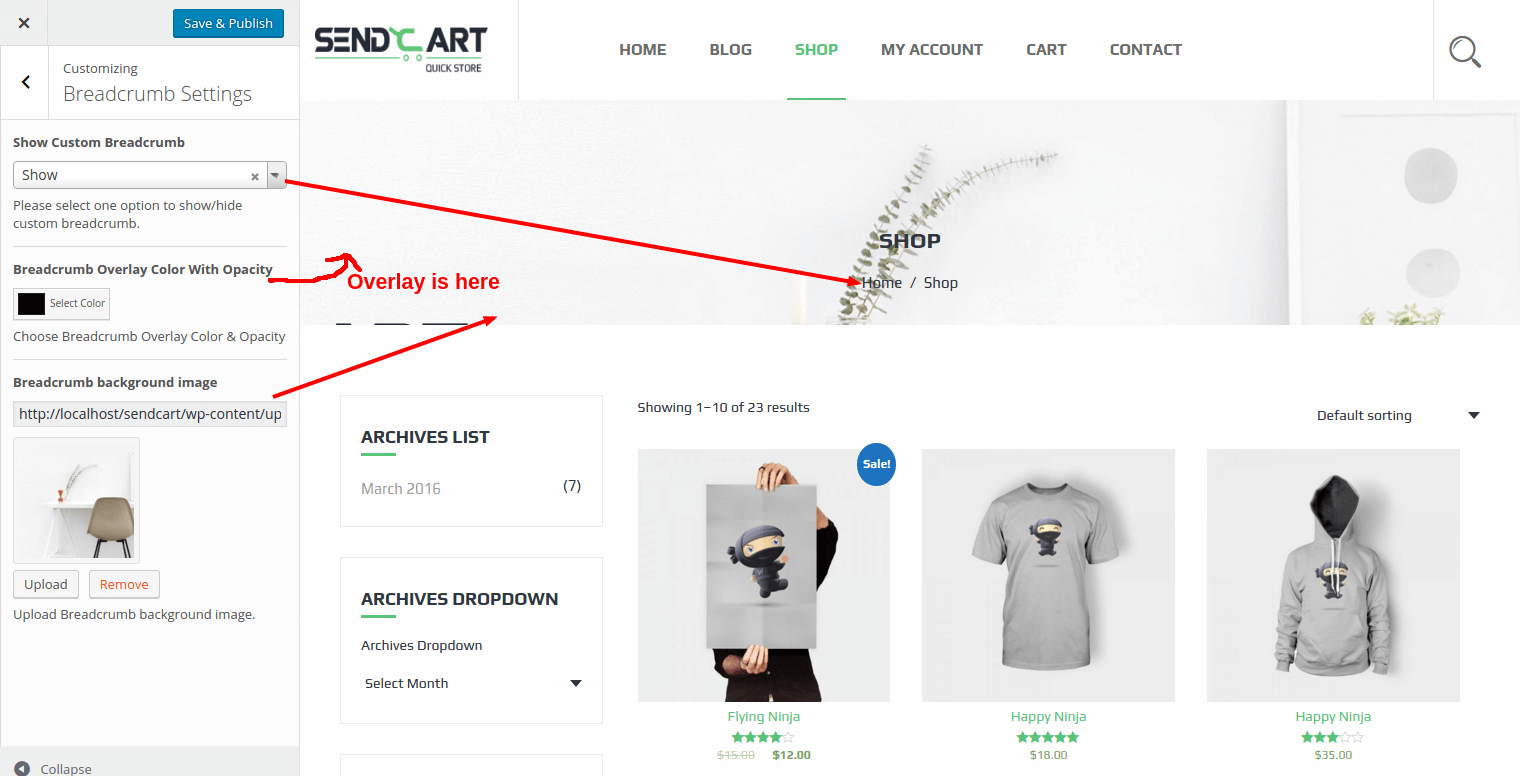 Save & Publish
Customizing
Breadcrumb Settings
Show Custom Breadcrumb
Show
Please select one option to show/hide
custom breadcrumb.
Breadcrumb Overlay Color With Opacity
Select Color
Choose Breadcrumb Overlay Color & Opacity
Breadcrumb background image
http://localhost/sendcart/wp-content/up
Upload
Remove
Upload Breadcrumb background image.
Collapse
SENDCART
QUICK STORE
HOME
BLOG
SHOP
MY ACCOUNT
CART
CONTACT
SHOP
Home / Shop
Overlay is here
ARCHIVES LIST
March 2016
(7)
ARCHIVES DROPDOWN
Archives Dropdown
Select Month
Showing 1–10 of 23 results
Default sorting
Sale!
Flying Ninja
$15.00 $12.00
Happy Ninja
$18.00
Happy Ninja
$35.00